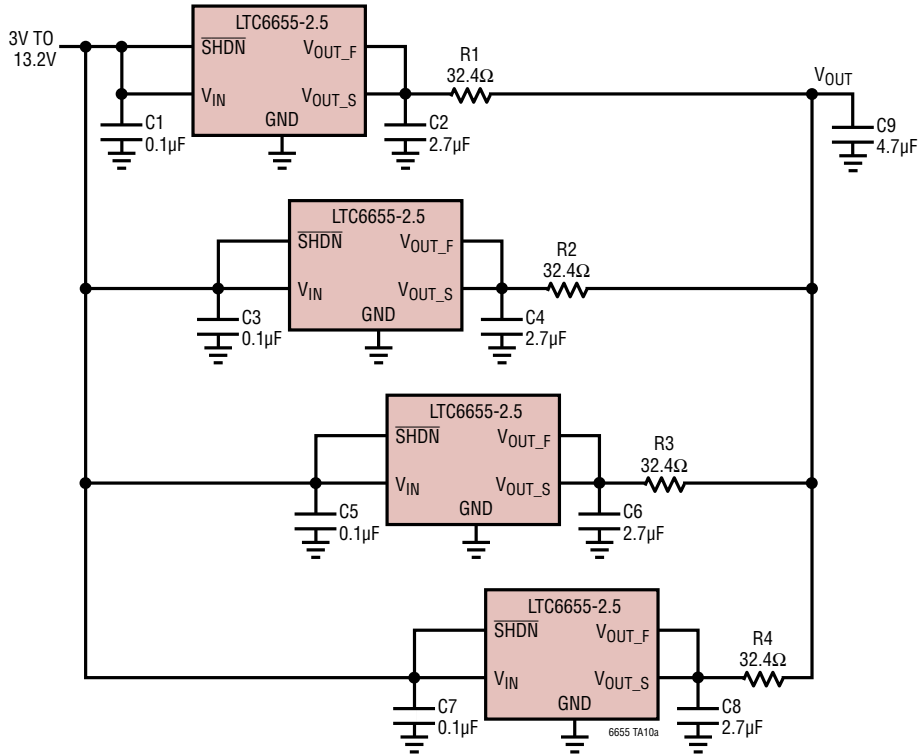 3V TO
13.2V
LTC6655-2.5
SHDN
VIN
GND
VOUT_F
VOUT_S
C1
0.1µF
C2
2.7µF
R1
32.4Ω
VOUT
C9
4.7µF
LTC6655-2.5
SHDN
VIN
GND
VOUT_F
VOUT_S
C3
0.1µF
C4
2.7µF
R2
32.4Ω
LTC6655-2.5
SHDN
VIN
GND
VOUT_F
VOUT_S
C5
0.1µF
C6
2.7µF
R3
32.4Ω
LTC6655-2.5
SHDN
VIN
GND
VOUT_F
VOUT_S
C7
0.1µF
C8
2.7µF
R4
32.4Ω
6655 TA10a